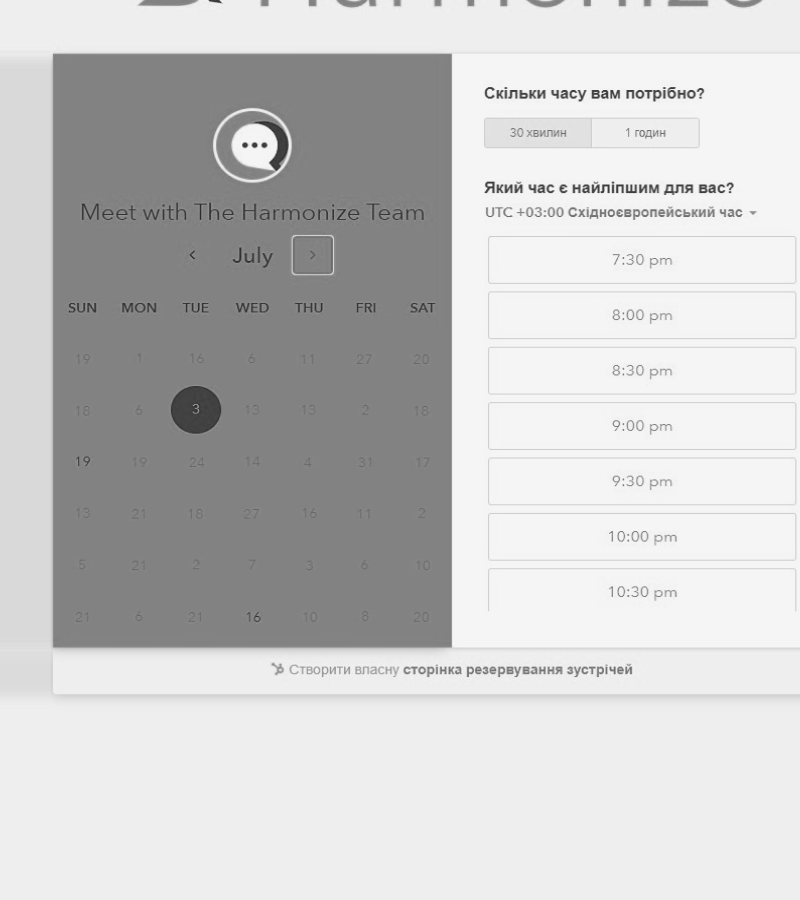 Harmonize
Meet with The Harmonize Team
July
SUN MON TUE WED THU FRI SAT
19 1 16 6 11 27 20
18 6 3 13 13 2 18
19 19 24 14 4 31 17
13 21 18 27 16 11 2
5 21 2 7 3 6 10
21 6 21 16 10 8 20
Скільки часу вам потрібно?
30 хвилин 1 годин
Який час є найліпшим для вас?
UTC +03:00 Східноєвропейський час
7:30 pm
8:00 pm
8:30 pm
9:00 pm
9:30 pm
10:00 pm
10:30 pm
Створити власну сторінка резервування зустрічей